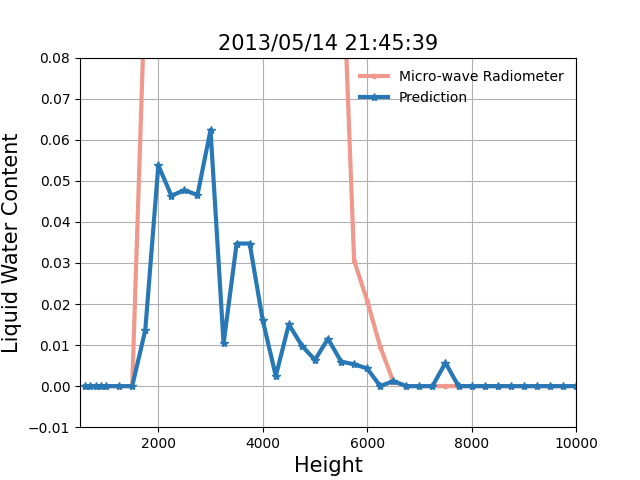 2013/05/14 21:45:39
Micro-wave Radiometer
Prediction
Liquid Water Content
0.08
0.07
0.06
0.05
0.04
0.03
0.02
0.01
0.00
−0.01
2000 4000 6000 8000 10000
Height